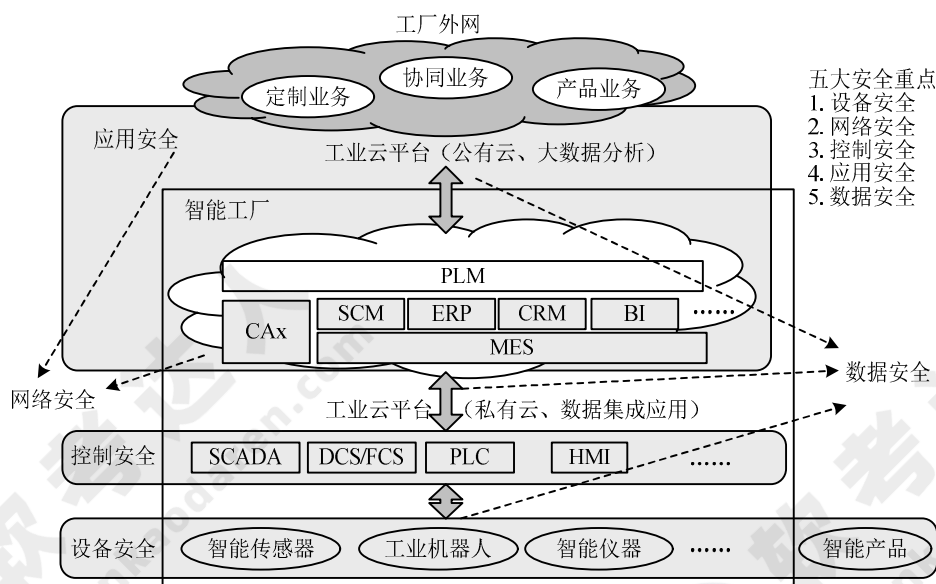 工厂外网
定制业务
协同业务
产品业务
五大安全重点
1. 设备安全
2. 网络安全
3. 控制安全
4. 应用安全
5. 数据安全
应用安全
工业云平台（公有云、大数据分析）
智能工厂
PLM
CAx
SCM
ERP
CRM
BI
……
MES
网络安全
数据安全
工业云平台 （私有云、数据集成应用）
控制安全
SCADA
DCS/FCS
PLC
HMI
……
设备安全
智能传感器
工业机器人
智能仪器
……
智能产品